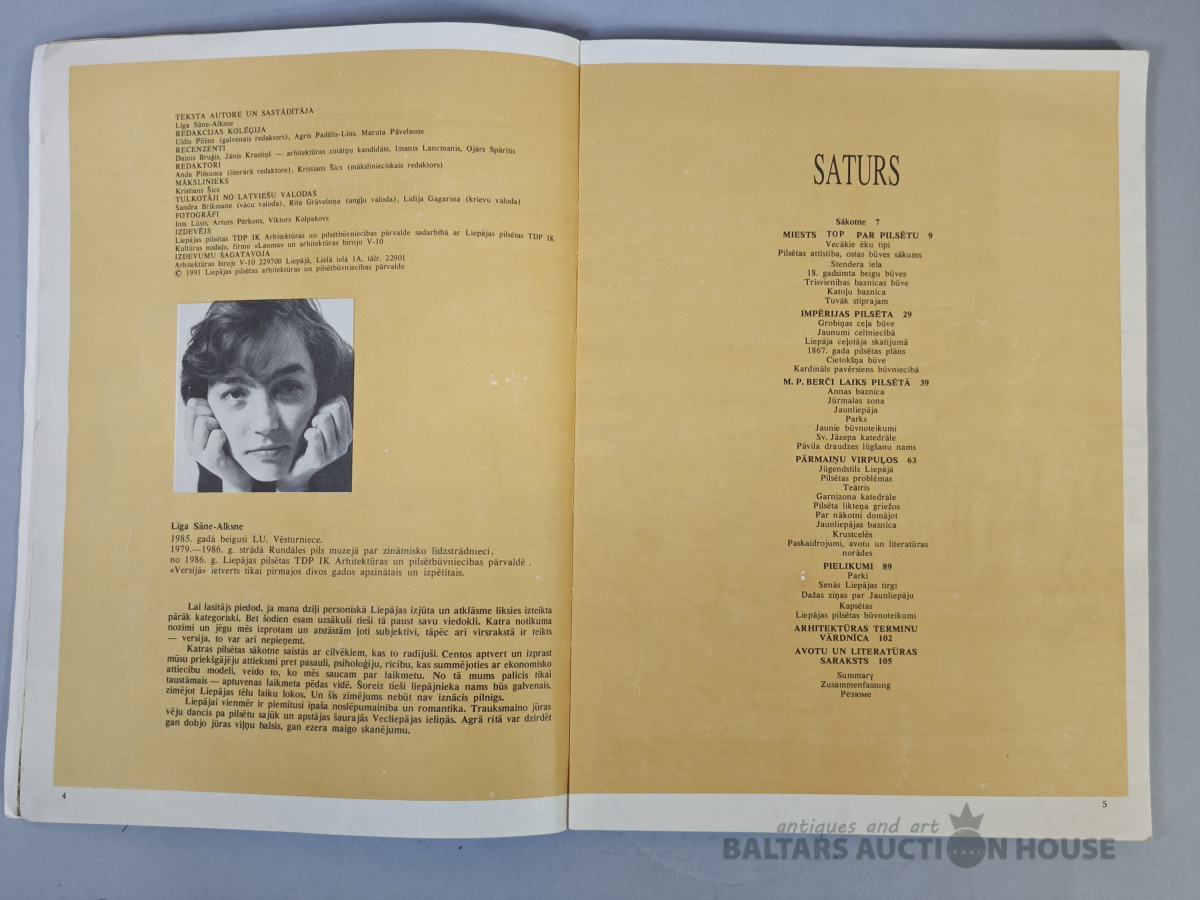 TEKSTA AUTORE UN SASTĀDĪTĀJA
Līga Sāne-Alksne
REDAKCIJAS KOLĒĢIJA
Uldis Pīlēns (galvenais redaktors), Agris Padēlis-Līns, Maruta Pāvelsone
RECENZENTI
Dainis Bruģis, Jānis Krastiņš — arhitektūras zinātņu kandidāts, Imants Lancmanis, Ojārs Spārītis
REDAKTORI
Anda Plēsuma (literārā redaktore), Kristians Šics (mākslinieciskais redaktors)
MĀKSLINIEKS
Kristians Šics
TULKOTĀJI NO LATVIEŠU VALODAS
Sandra Brikmane (vācu valoda), Rita Grāvelsiņa (angļu valoda), Lidija Gagarina (krievu valoda)
FOTOGRĀFI
Ints Lūsis, Arturs Pērkons, Viktors Kolpakovs
IZDEVĒJS
Liepājas pilsētas TDP IK Arhitektūras un pilsētbūvniecības pārvalde sadarbībā ar Liepājas pilsētas TDP IK
Kultūras nodaļu, firmu «Lauma» un arhitektūras biroju V-10
IZDEVUMU SAGATAVOJA
Arhitektūras birojs V-10 229700 Liepājā, Lielā ielā 1A, tālr. 22901
© 1991 Liepājas pilsētas arhitektūras un pilsētbūvniecības pārvalde
Līga Sāne-Alksne
1985. gadā beigusi LU. Vēsturniece.
1979.—1986. g. strādā Rundāles pils muzejā par zinātnisko līdzstrādnieci,
no 1986. g. Liepājas pilsētas TDP IK Arhitektūras un pilsētbūvniecības pārvaldē.
«Versijā» ietverts tikai pirmajos divos gados apzinātais un izpētītais.
Lai lasītājs piedod, ja mana dziļi personiskā Liepājas izjūta un atklāsme liksies izteikta
pārāk kategoriski. Bet šodien esam uzsākuši tieši tā paust savu viedokli. Katra notikuma
nozīmi un jēgu mēs izprotam un atstāstām ļoti subjektīvi, tāpēc arī virsrakstā ir teikts
— versija, to var arī nepieņemt.
Katras pilsētas sākotne saistās ar cilvēkiem, kas to radījuši. Centos aptvert un izprast
mūsu priekšgājēju attieksmi pret pasauli, psiholoģiju, rīcību, kas summējoties ar ekonomisko
attiecību modeli, veido to, ko mēs saucam par laikmetu. No tā mums palicis tikai
taustāmais — aptuvenas laikmeta pēdas vidē. Šoreiz tieši liepājnieka nams būs galvenais,
zīmējot Liepājas tēlu laiku lokos. Un šis zīmējums nebūt nav iznācis pilnīgs.
Liepājai vienmēr ir piemitusi īpaša noslēpumainība un romantika. Trauksmaino jūras
vēju dancis pa pilsētu sajūk un apstājas šaurajās Vecliepājas ieliņās. Agrā rītā var dzirdēt
gan dobjo jūras viļņu balsis, gan ezera maigo skanējumu.
4
SATURS
Sākotne 7
MIESTS TOP PAR PILSĒTU 9
Vecākie ēku tipi
Pilsētas attīstība, ostas būves sākums
Stendera iela
18. gadsimta beigu būves
Trīsvienības baznīcas būve
Katoļu baznīca
Tuvāk stiprajam
IMPĒRIJAS PILSĒTA 29
Grobiņas ceļa būve
Jaunumi celtniecībā
Liepāja ceļotāja skatījumā
1867. gada pilsētas plāns
Cietokšņa būve
Kardināls pavērsiens būvniecībā
M. P. BERČI LAIKS PILSĒTĀ 39
Annas baznīca
Jūrmalas zona
Jaunliepāja
Parks
Jaunie būvnoteikumi
Sv. Jāzepa katedrāle
Pāvila draudzes lūgšanu nams
PĀRMAIŅU VIRPUĻOS 63
Jūgendstils Liepājā
Pilsētas problēmas
Teātris
Garnizona katedrāle
Pilsēta likteņa griežos
Par nākotni domājot
Jaunliepājas baznīca
Krustcelēs
Paskaidrojumi, avotu un literatūras
norādes
PIELIKUMI 89
Parki
Senās Liepājas tirgi
Dažas ziņas par Jaunliepāju
Kapsētas
Liepājas pilsētas būvnoteikumi
ARHITEKTŪRAS TERMINU
VĀRDNĪCA 102
AVOTU UN LITERATŪRAS
SARAKSTS 105
Summary
Zusammenfassung
Резюме
5
antiques and art
BALTARS AUCTION HOUSE